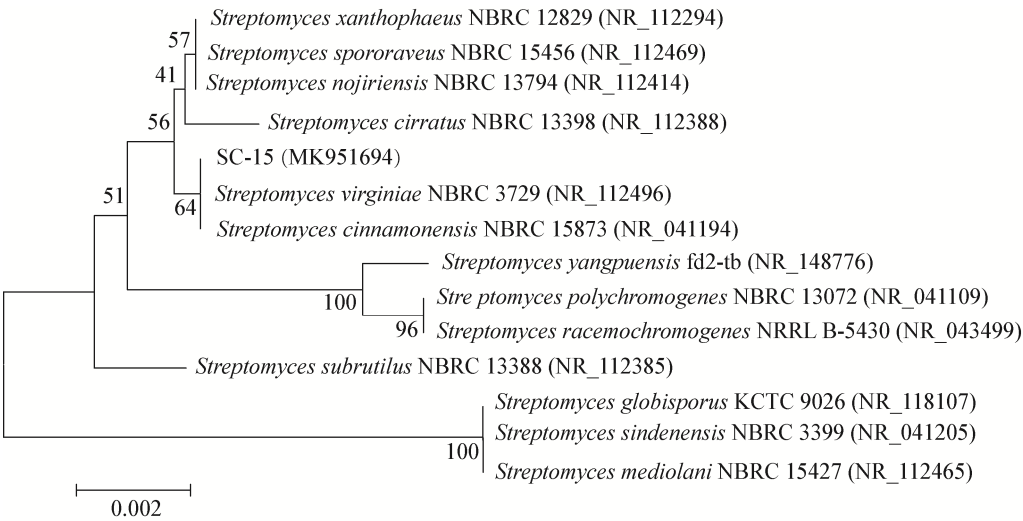 Streptomyces xanthophaeus NBRC 12829 (NR_112294)
57
Streptomyces spororaveus NBRC 15456 (NR_112469)
41
Streptomyces nojiriensis NBRC 13794 (NR_112414)
56
Streptomyces cirratus NBRC 13398 (NR_112388)
SC-15 (MK951694)
51
Streptomyces virginiae NBRC 3729 (NR_112496)
64
Streptomyces cinnamonensis NBRC 15873 (NR_041194)
Streptomyces yangpuensis fd2-tb (NR_148776)
100
Stre ptomyces polychromogenes NBRC 13072 (NR_041109)
96
Streptomyces racemochromogenes NRRL B-5430 (NR_043499)
Streptomyces subrutilus NBRC 13388 (NR_112385)
Streptomyces globisporus KCTC 9026 (NR_118107)
Streptomyces sindenensis NBRC 3399 (NR_041205)
100
Streptomyces mediolani NBRC 15427 (NR_112465)
0.002